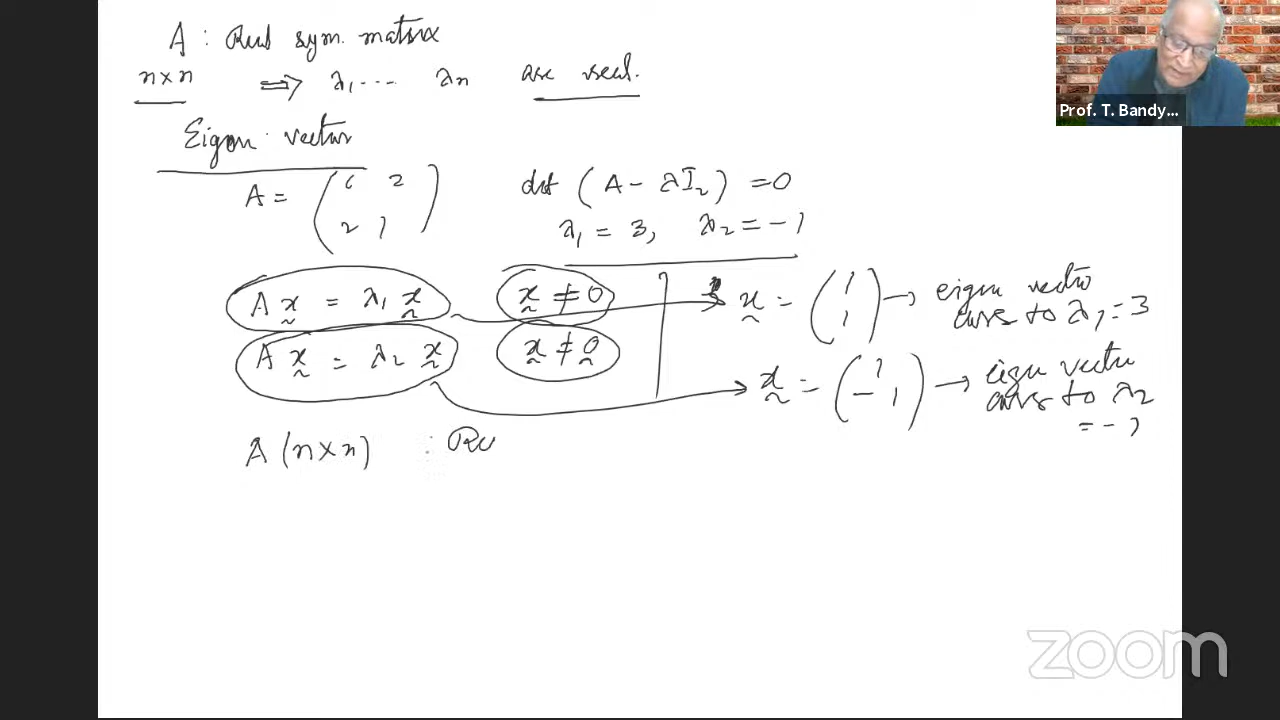 A : Real sym. matrix
n×n ⟹ λ₁ ... λₙ are real.
Eigen vector
A = ( 1 2
2 1 )
det (A - λI₂) = 0
λ₁ = 3, λ₂ = -1
A x = λ₁ x
x ≠ 0
x = ( 1
1 ) → eigen vector
corrs to λ₁ = 3
A x = λ₂ x
x ≠ 0
x = ( 1
- 1 ) → eigen vector
corrs to λ₂
= -1
A (n×n) :
Prof. T. Bandy...
zoom